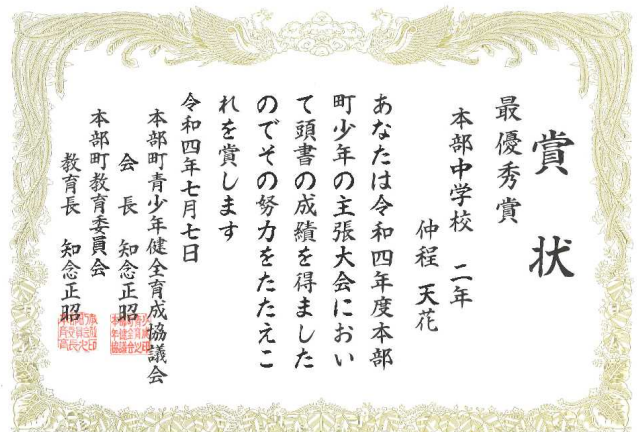 賞状
最優秀賞
本部中学校 二年
仲程 天花
あなたは令和四年度本部
町少年の主張大会におい
て頭書の成績を得ました
のでその努力をたたえこ
れを賞します
令和四年七月七日
本部町青少年健全育成協議会
会長 知念正昭
本部町教育委員会
教育長 知念正昭